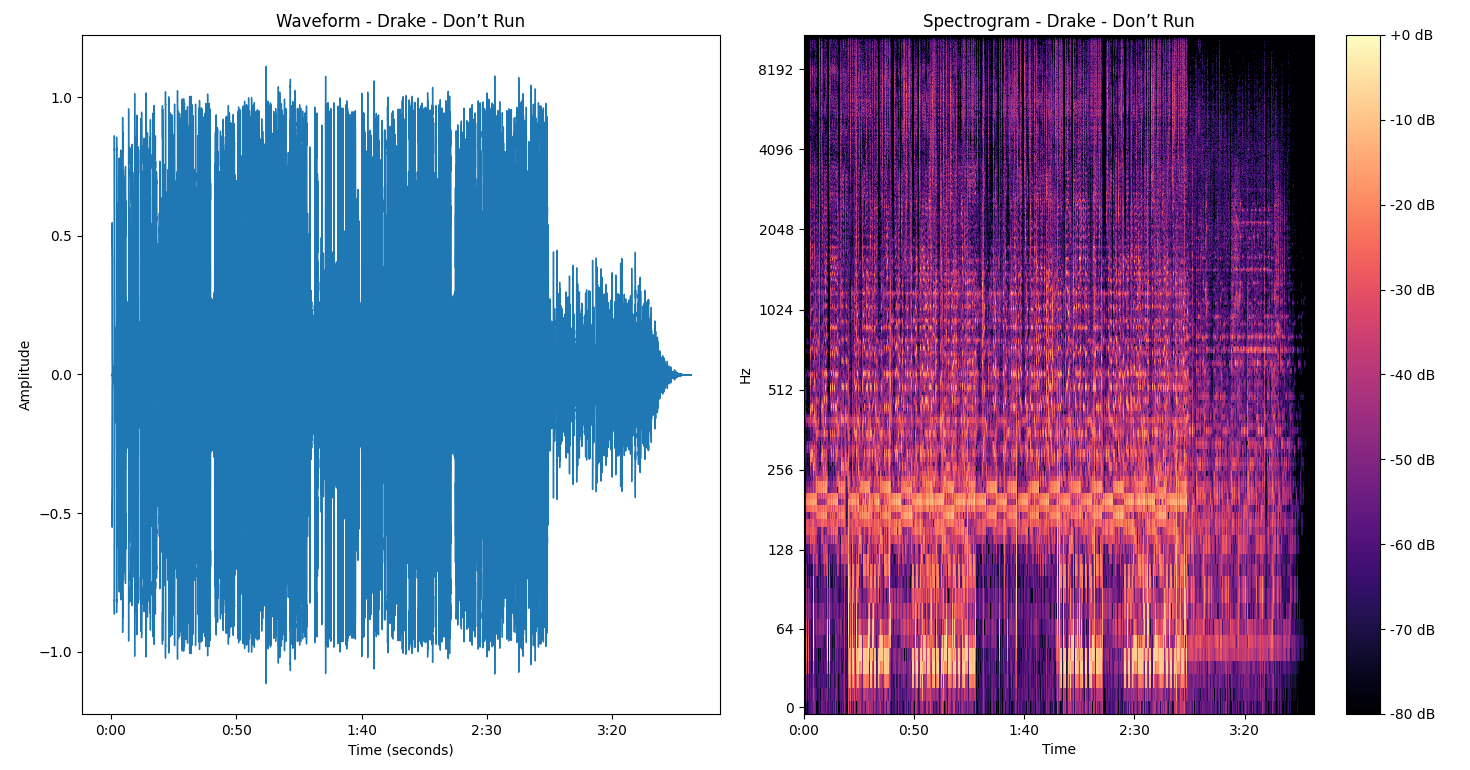 Waveform - Drake - Don’t Run
1.0
0.5
0.0
−0.5
−1.0
Amplitude
0:00 0:50 1:40 2:30 3:20
Time (seconds)
Spectrogram - Drake - Don’t Run
8192
4096
2048
1024
512
256
128
64
0
Hz
0:00 0:50 1:40 2:30 3:20
Time
+0 dB
-10 dB
-20 dB
-30 dB
-40 dB
-50 dB
-60 dB
-70 dB
-80 dB